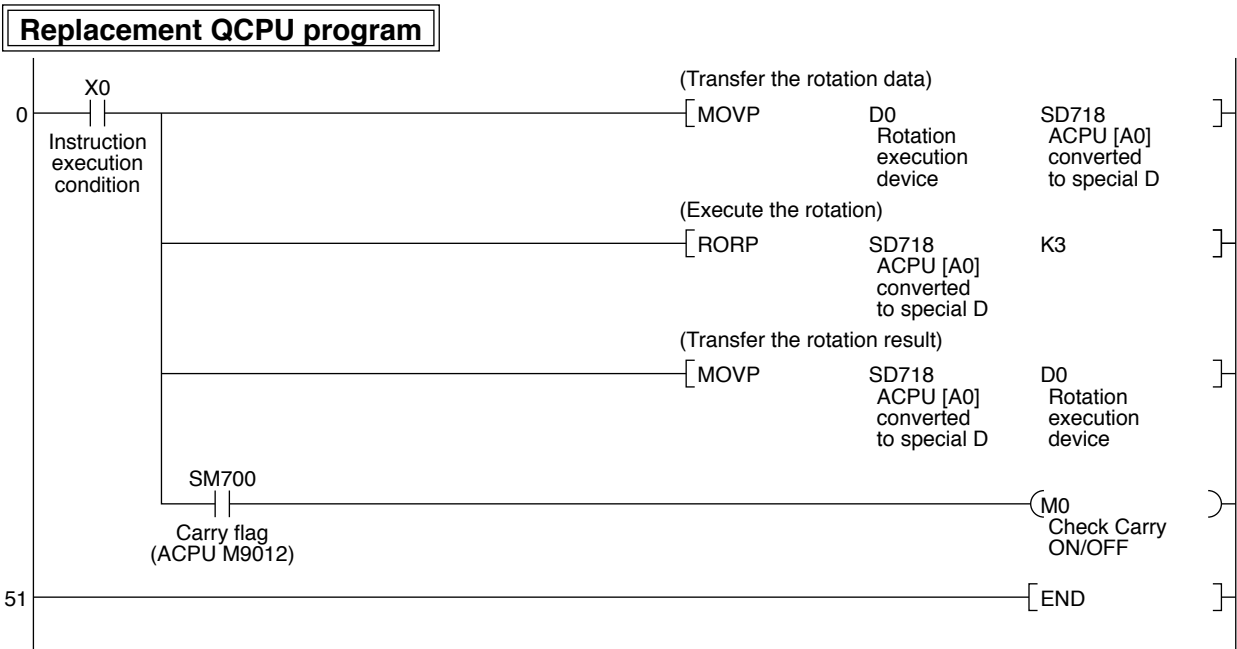 Replacement QCPU program
X0
(Transfer the rotation data)
0
MOVP D0 SD718
Instruction
execution
condition
Rotation
execution
device
ACPU [A0]
converted
to special D
(Execute the rotation)
RORP SD718 K3
ACPU [A0]
converted
to special D
(Transfer the rotation result)
MOVP SD718 D0
ACPU [A0]
converted
to special D
Rotation
execution
device
SM700
M0
Carry flag
(ACPU M9012)
Check Carry
ON/OFF
51
END